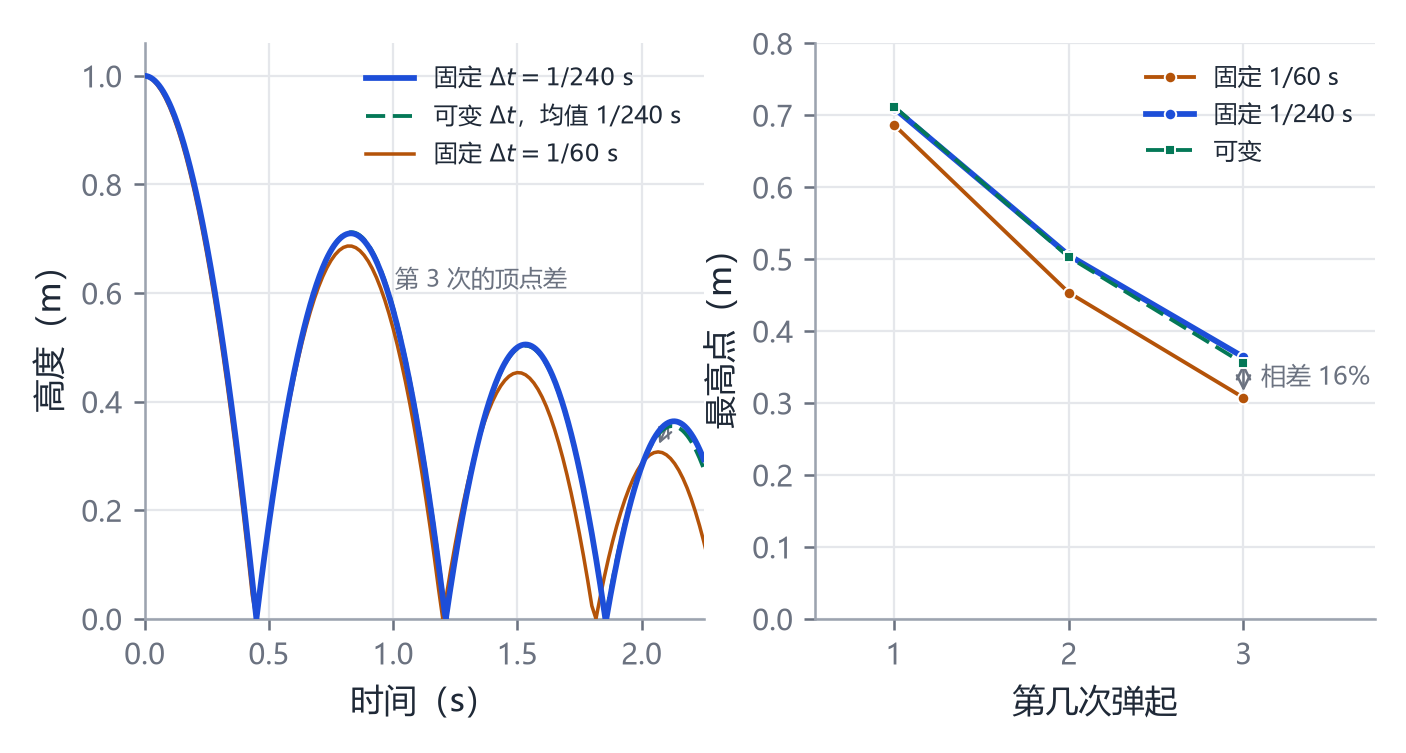 固定 Δt = 1/240 s
可变 Δt，均值 1/240 s
固定 Δt = 1/60 s
第 3 次的顶点差
高度（m）
1.0
0.8
0.6
0.4
0.2
0.0
0.0 0.5 1.0 1.5 2.0
时间（s）
固定 1/60 s
固定 1/240 s
可变
相差 16%
最高点（m）
0.8
0.7
0.6
0.5
0.4
0.3
0.2
0.1
0.0
1 2 3
第几次弹起